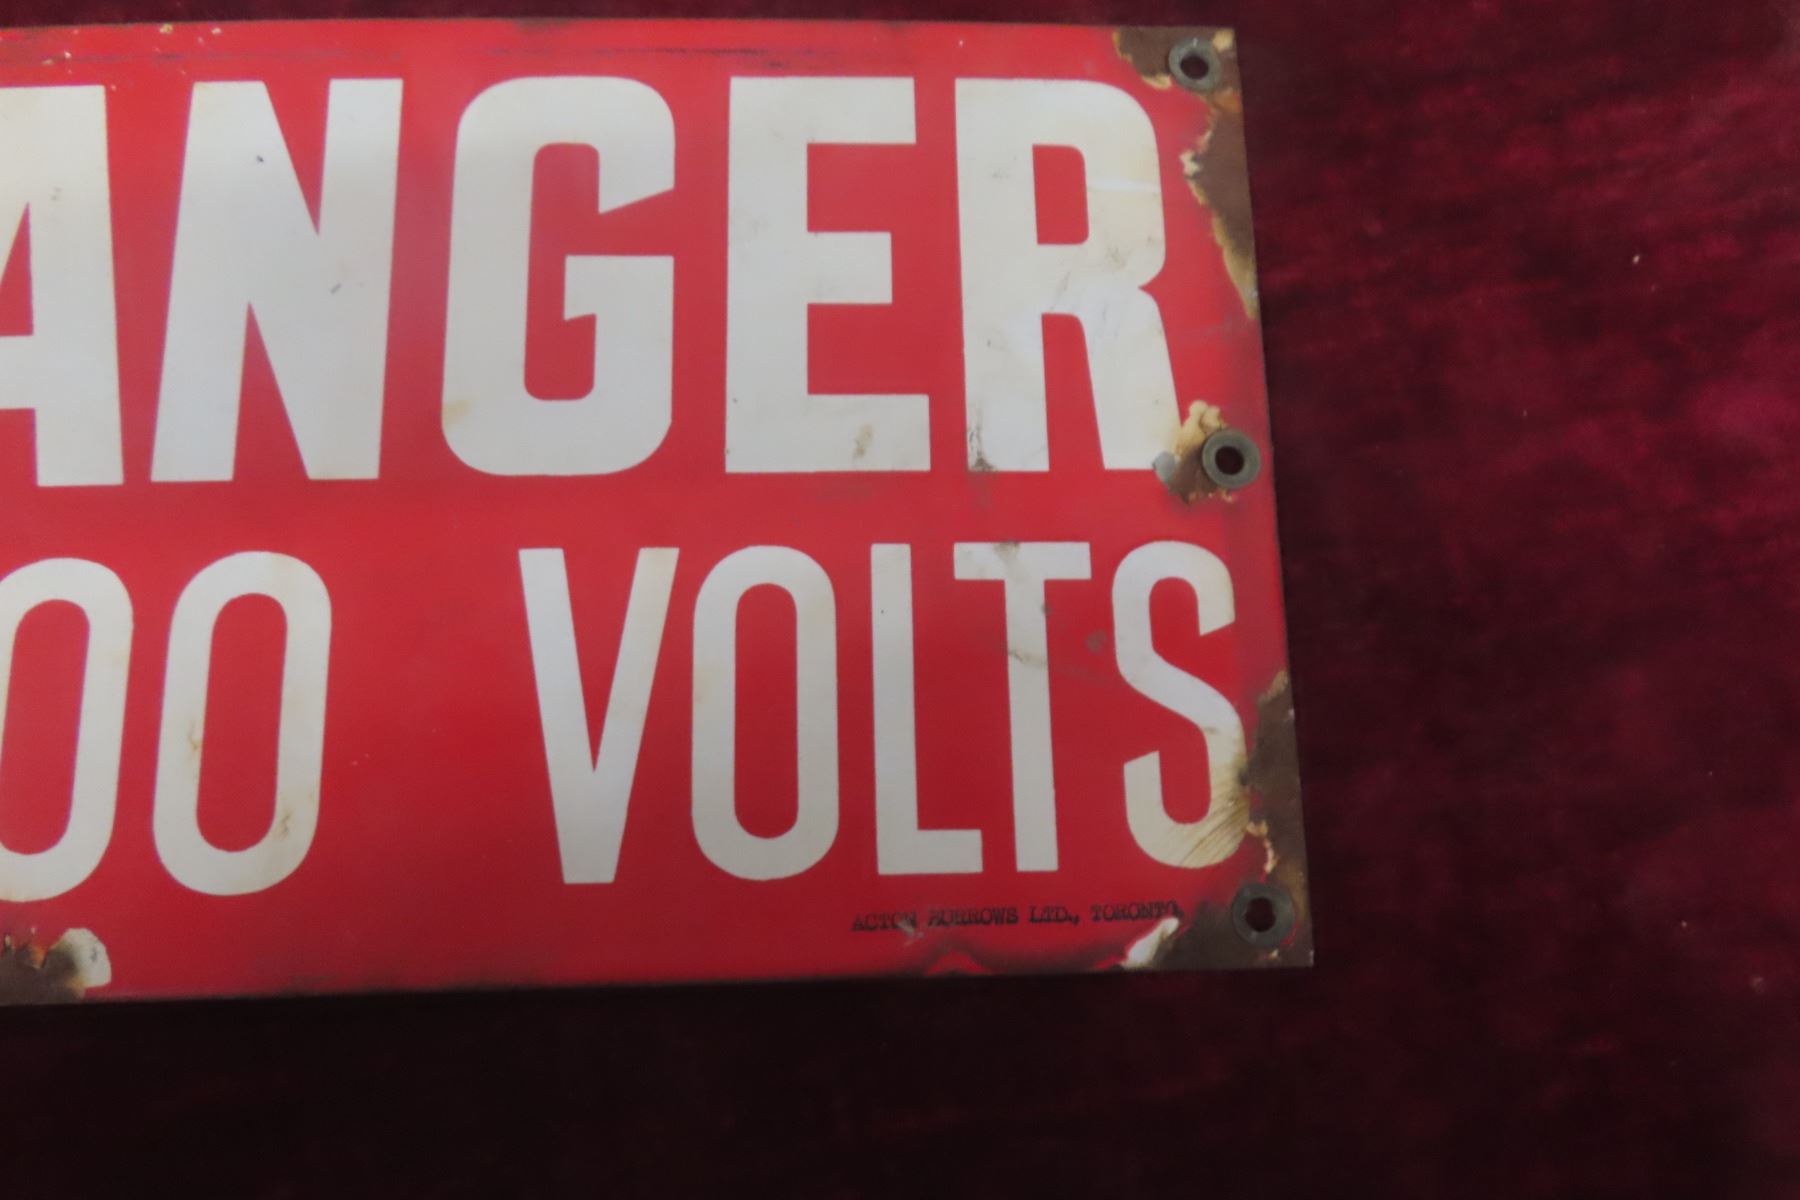 ANGER
00 VOLTS
ACTON BURROWS LTD., TORONTO.